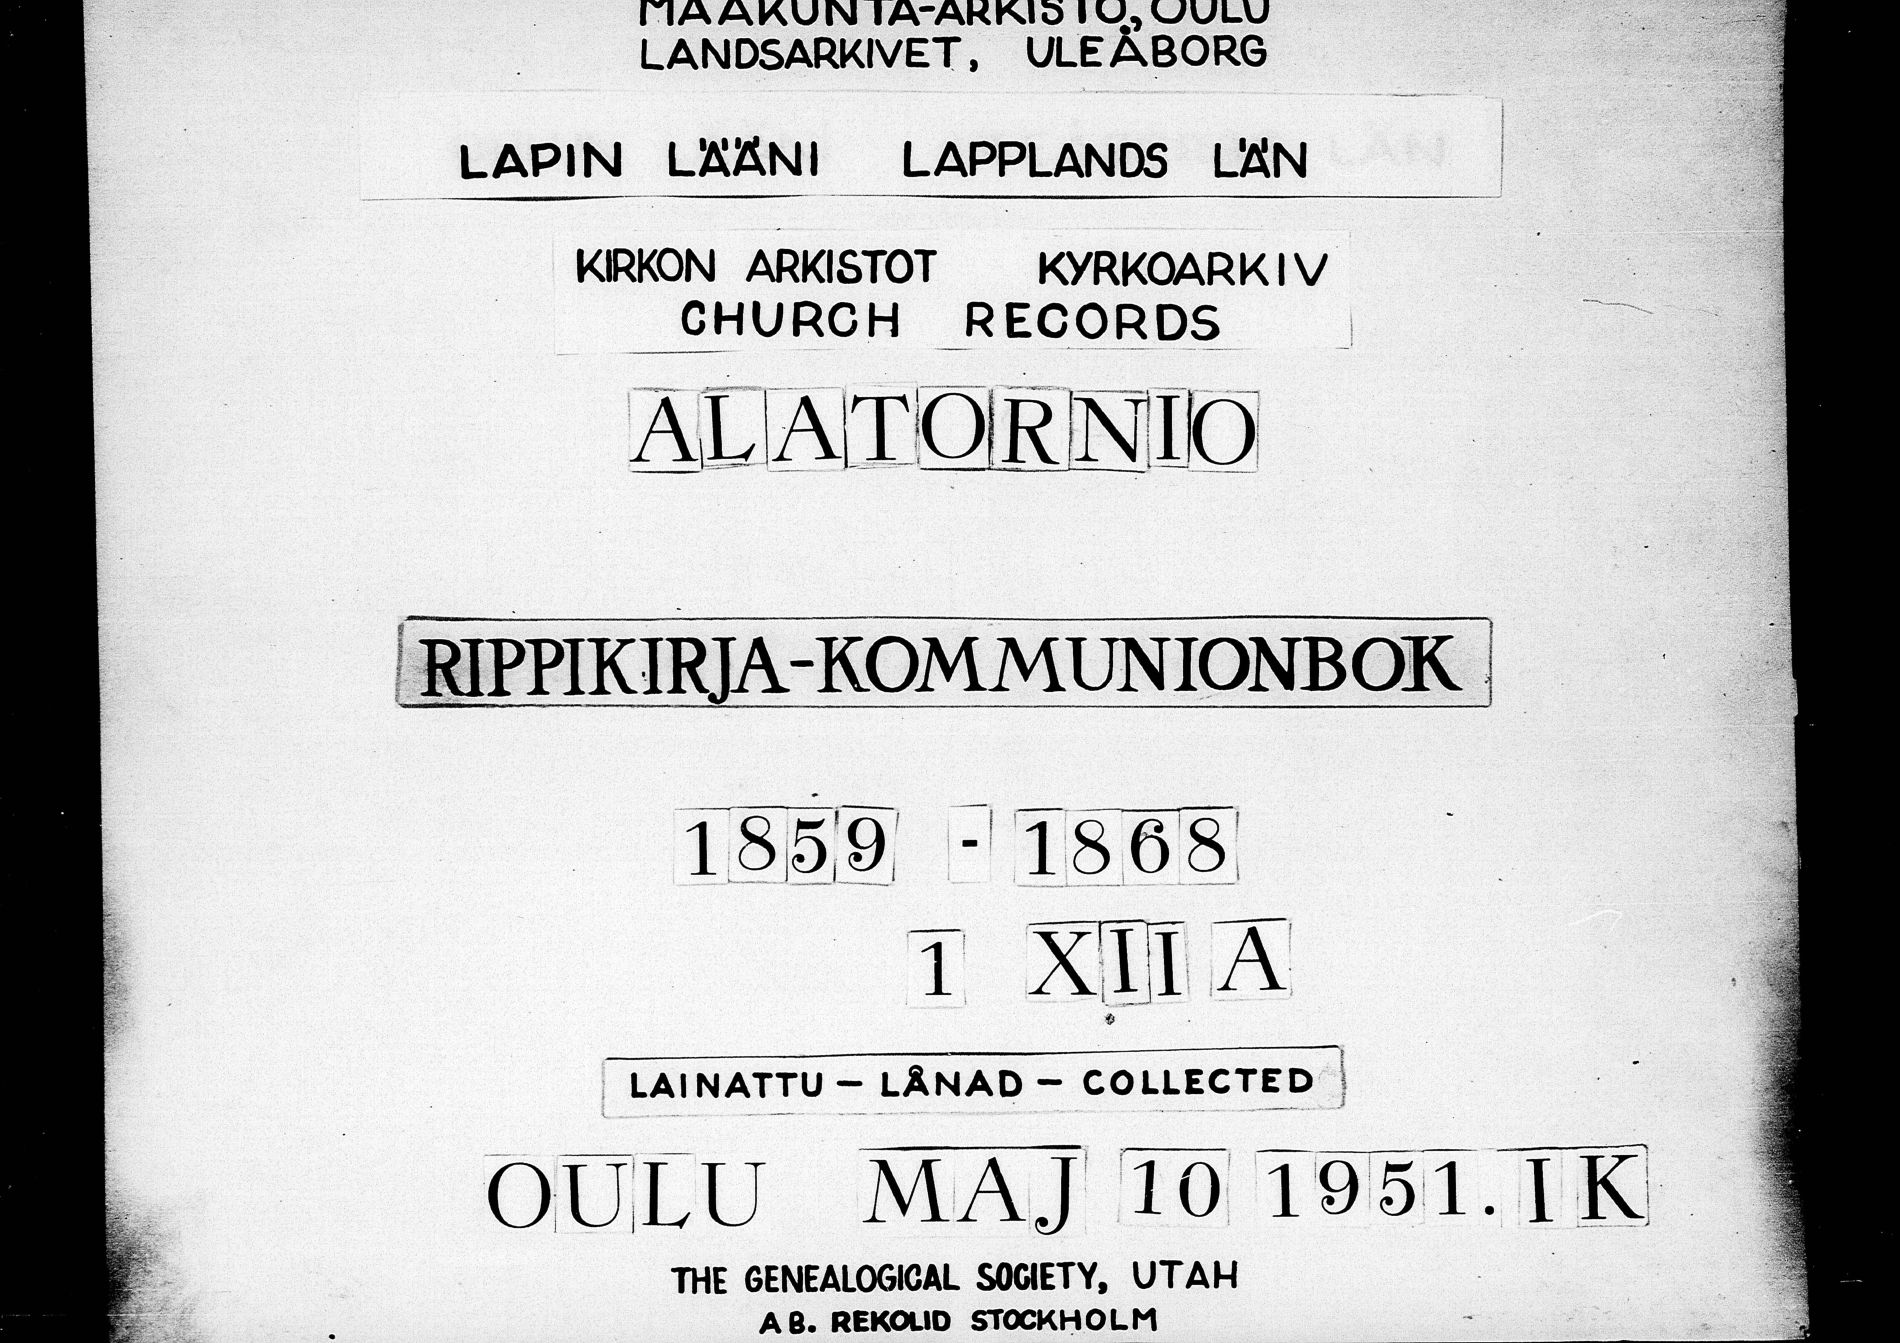 MAAKUNTA-ARKISTO, OULU
LANDSARKIVET, ULEÅBORG
LAPIN LÄÄNI LAPPLANDS LÄN
KIRKON ARKISTOT KYRKOARKIV
CHURCH RECORDS
ALATORNIO
RIPPIKIRJA-KOMMUNIONBOK
1859 - 1868
1 XII A
LAINATTU - LÅNAD - COLLECTED
OULU MAJ 10 1951. IK
THE GENEALOGICAL SOCIETY, UTAH
AB. REKOLID STOCKHOLM